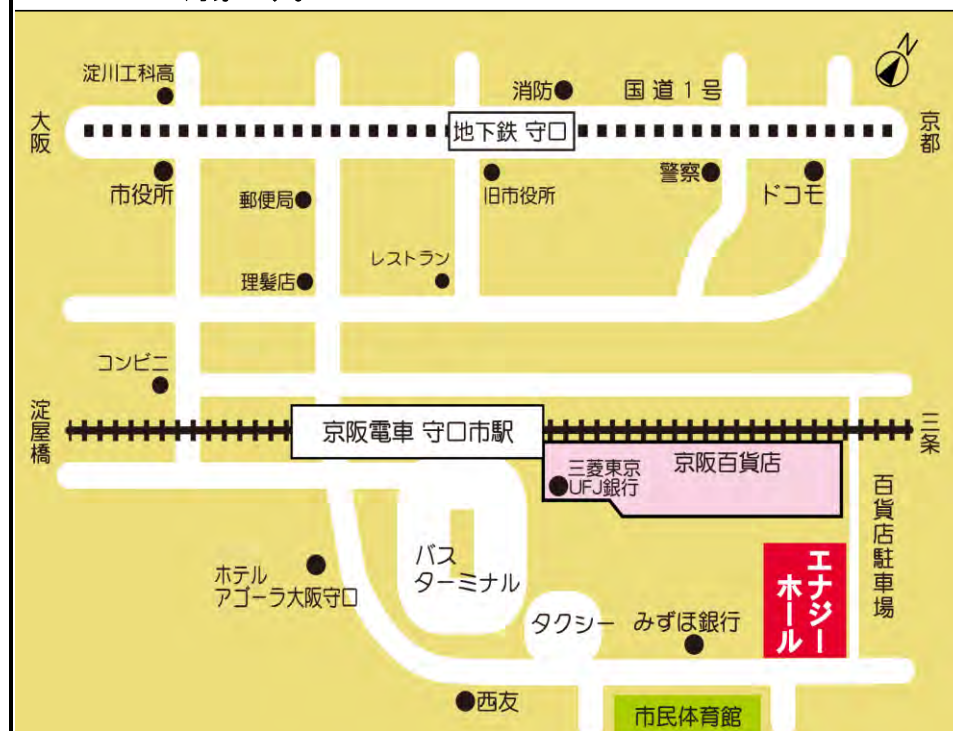 N
淀川工科高
消防
国道1号
大阪
地下鉄 守口
京都
市役所
郵便局
旧市役所
警察
ドコモ
レストラン
理髪店
コンビニ
淀屋橋
京阪電車 守口市駅
三条
三菱東京
UFJ銀行
京阪百貨店
百貨店駐車場
バス
ターミナル
ホテル
アゴーラ大阪守口
タクシー
みずほ銀行
エナジー
ホール
西友
市民体育館